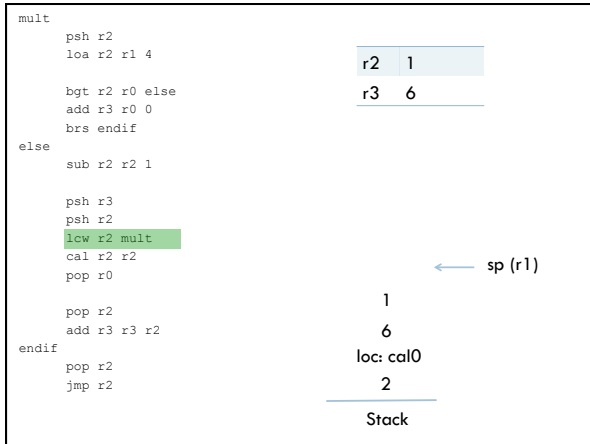 mult
psh r2
loa r2 r1 4
bgt r2 r0 else
add r3 r0 0
brs endif
else
sub r2 r2 1
psh r3
psh r2
lcw r2 mult
cal r2 r2
pop r0
pop r2
add r3 r3 r2
endif
pop r2
jmp r2
r2 1
r3 6
sp (r1)
1
6
loc: cal0
2
Stack